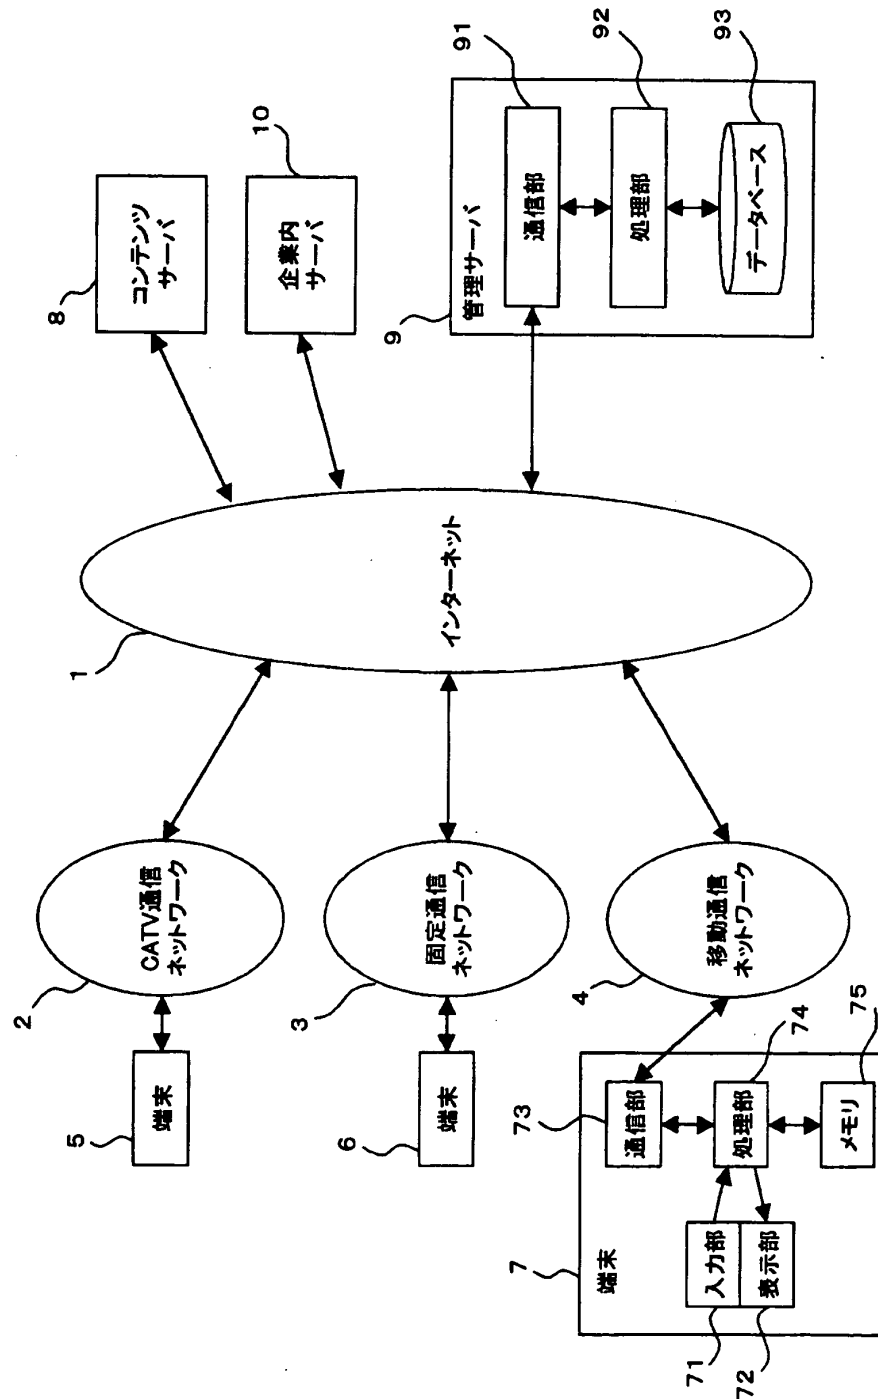 5
端末
2
CATV通信
ネットワーク
1
インターネット
8
コンテンツ
サーバ
10
企業内
サーバ
6
端末
3
固定通信
ネットワーク
9
管理サーバ
通信部
91
処理部
92
データベース
93
7
端末
入力部
71
表示部
72
通信部
73
処理部
74
メモリ
75
4
移動通信
ネットワーク